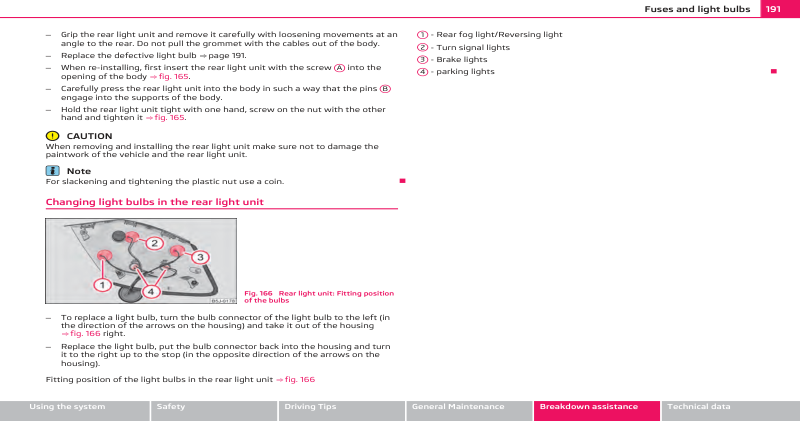 Fuses and light bulbs 191
– Grip the rear light unit and remove it carefully with loosening movements at an
angle to the rear. Do not pull the grommet with the cables out of the body.
– Replace the defective light bulb ⇒ page 191.
– When re-installing, first insert the rear light unit with the screw A into the
opening of the body ⇒ fig. 165.
– Carefully press the rear light unit into the body in such a way that the pins B
engage into the supports of the body.
– Hold the rear light unit tight with one hand, screw on the nut with the other
hand and tighten it ⇒ fig. 165.
CAUTION
When removing and installing the rear light unit make sure not to damage the
paintwork of the vehicle and the rear light unit.
Note
For slackening and tightening the plastic nut use a coin.
Changing light bulbs in the rear light unit
2
3
1
4
B5J-0178
Fig. 166 Rear light unit: Fitting position
of the bulbs
– To replace a light bulb, turn the bulb connector of the light bulb to the left (in
the direction of the arrows on the housing) and take it out of the housing
⇒ fig. 166 right.
– Replace the light bulb, put the bulb connector back into the housing and turn
it to the right up to the stop (in the opposite direction of the arrows on the
housing).
Fitting position of the light bulbs in the rear light unit ⇒ fig. 166
1 - Rear fog light/Reversing light
2 - Turn signal lights
3 - Brake lights
4 - parking lights
Using the system
Safety
Driving Tips
General Maintenance
Breakdown assistance
Technical data